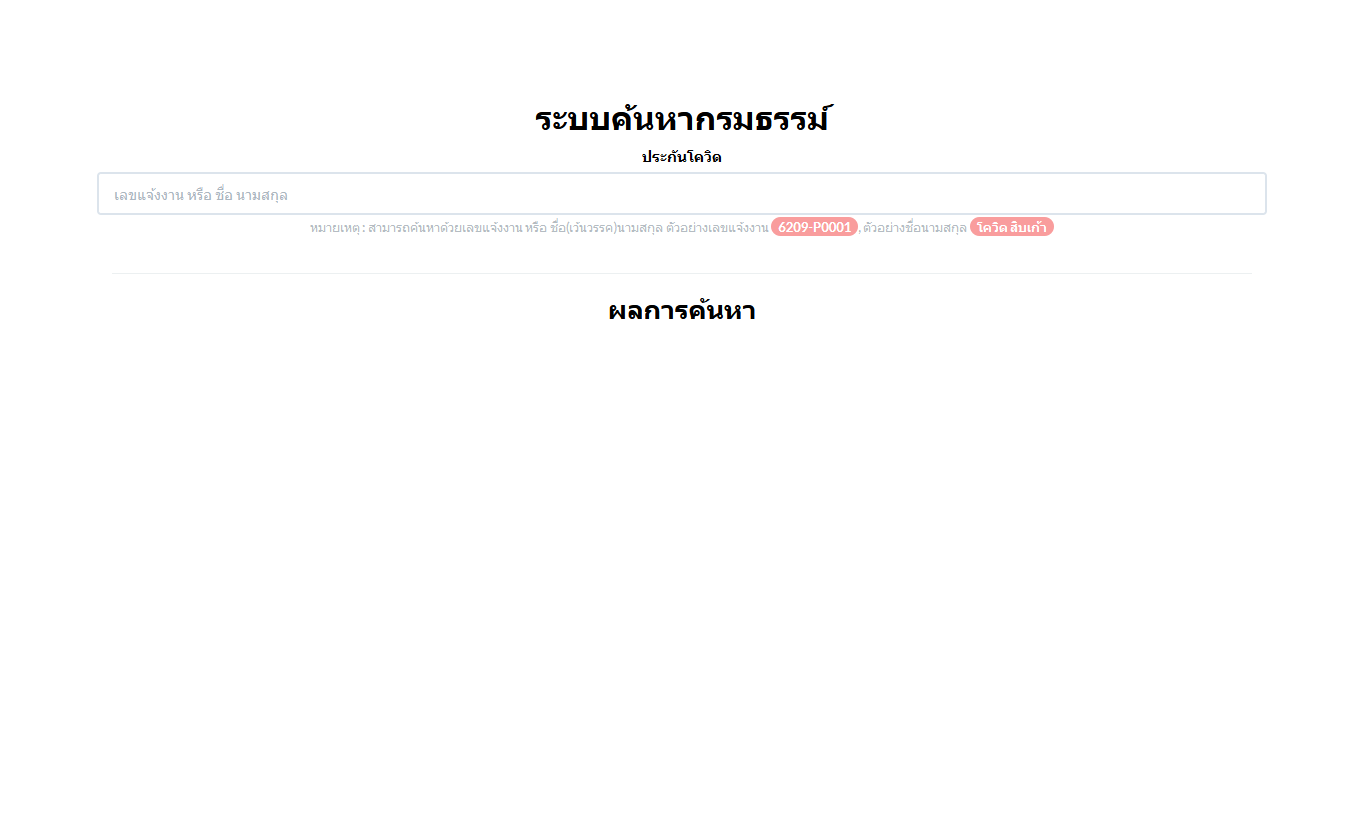 ระบบค้นหากรมธรรม์
ประกันโควิด
เลขแจ้งงาน หรือ ชื่อ นามสกุล
หมายเหตุ : สามารถค้นหาด้วยเลขแจ้งงาน หรือ ชื่อ(เว้นวรรค)นามสกุล ตัวอย่างเลขแจ้งงาน 6209-P0001 , ตัวอย่างชื่อนามสกุล โควิด สิบเก้า
ผลการค้นหา